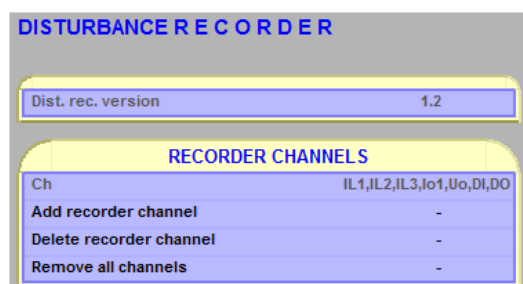 DISTURBANCE R E C O R D E R
Dist. rec. version 1.2
RECORDER CHANNELS
Ch IL1,IL2,IL3,Io1,Uo,DI,DO
Add recorder channel -
Delete recorder channel -
Remove all channels -